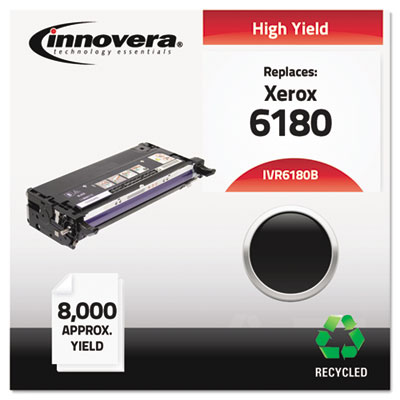 innovera
technology essentials
High Yield
Replaces:
Xerox
6180
IVR6180B
8,000
APPROX.
YIELD
RECYCLED